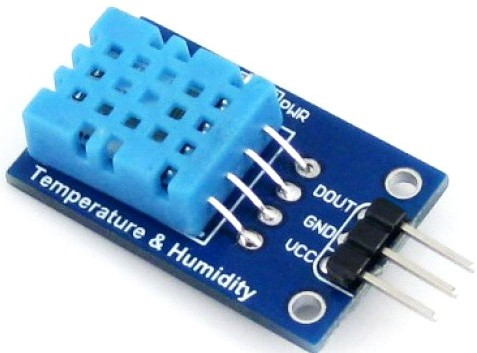 PWR
DOUT
GND
VCC
Temperature & Humidity